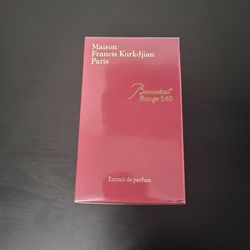 Maison
Francis Kurkdjian
Paris
Baccarat
Rouge 540
Extrait de parfum